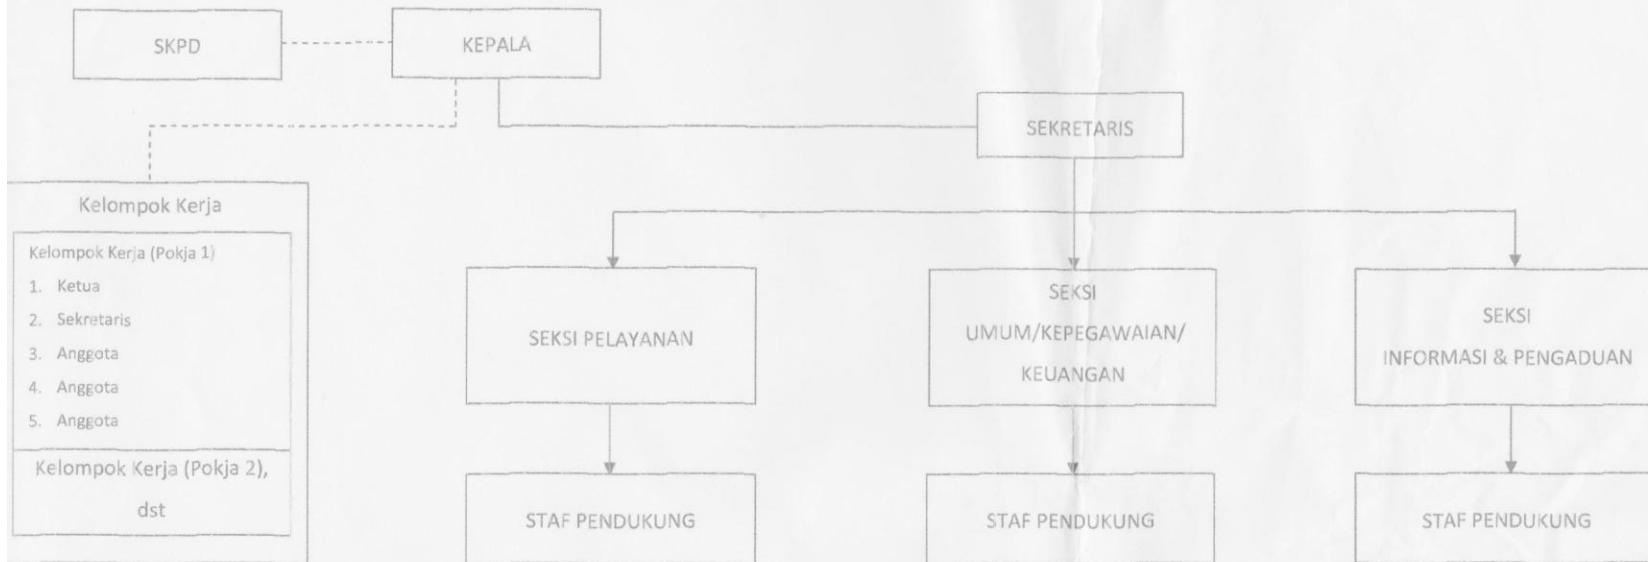 SKPD
KEPALA
SEKRETARIS
Kelompok Kerja
Kelompok Kerja (Pokja 1)
1. Ketua
2. Sekretaris
3. Anggota
4. Anggota
5. Anggota
Kelompok Kerja (Pokja 2),
dst
SEKSI PELAYANAN
SEKSI
UMUM/KEPEGAWAIAN/
KEUANGAN
SEKSI
INFORMASI & PENGADUAN
STAF PENDUKUNG
STAF PENDUKUNG
STAF PENDUKUNG